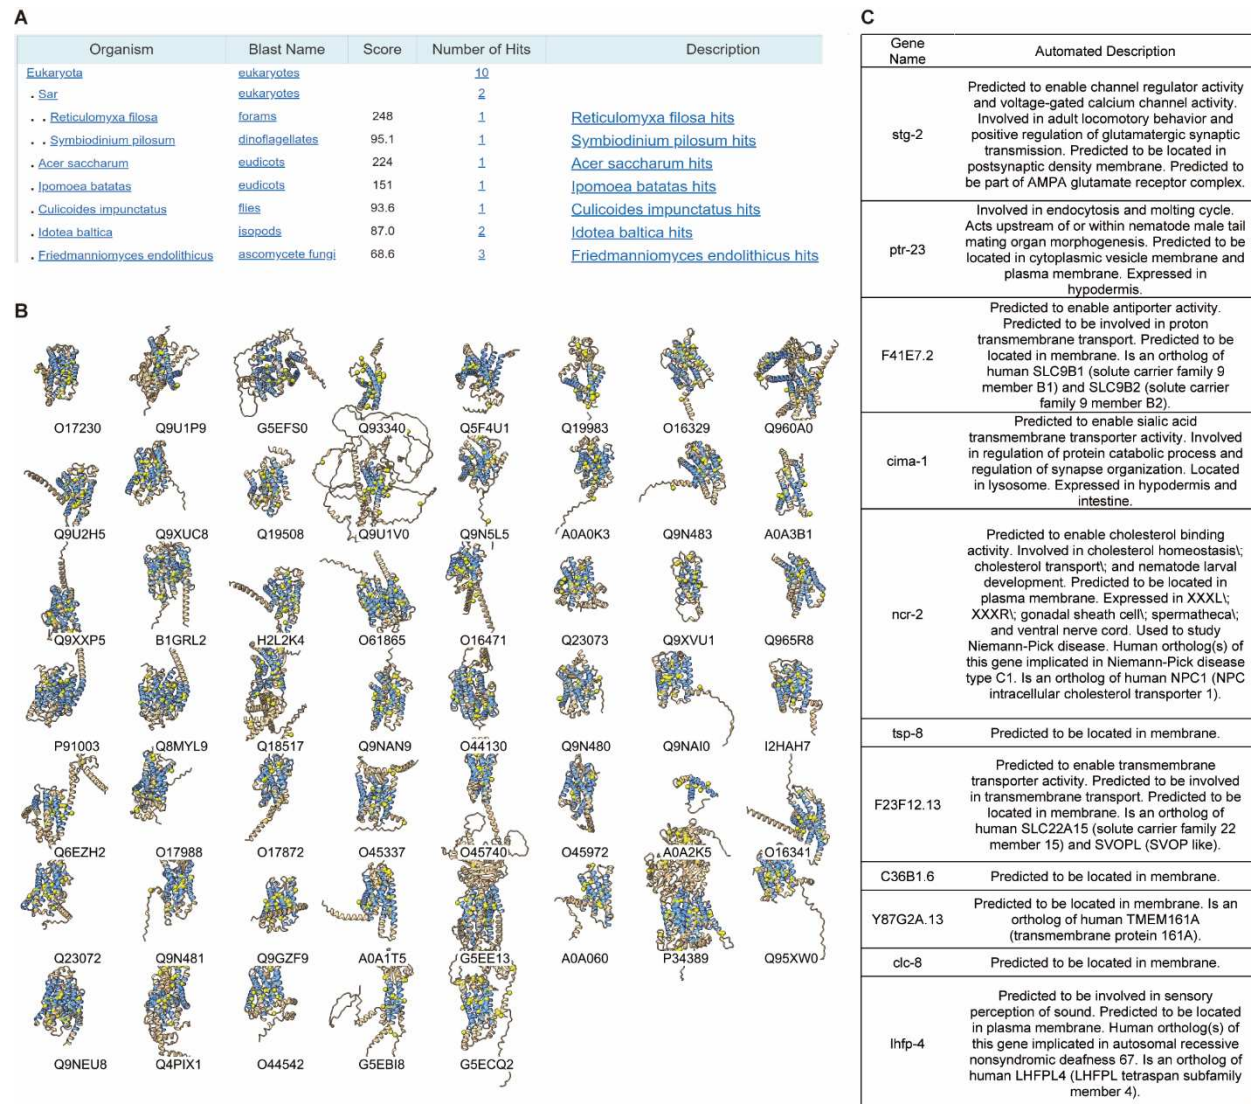 A
Organism Blast Name Score Number of Hits Description
Eukaryota eukaryotes 10
. Sar eukaryotes 2
. . Reticulomyxa filosa forams 248 1 Reticulomyxa filosa hits
. . Symbiodinium pilosum dinoflagellates 95.1 1 Symbiodinium pilosum hits
. Acer saccharum eudicots 224 1 Acer saccharum hits
. Ipomoea batatas eudicots 151 1 Ipomoea batatas hits
. Culicoides impunctatus flies 93.6 1 Culicoides impunctatus hits
. Idotea baltica isopods 87.0 2 Idotea baltica hits
. Friedmanniomyces endolithicus ascomycete fungi 68.6 3 Friedmanniomyces endolithicus hits
B
O17230 Q9U1P9 G5EFS0 Q93340 Q5F4U1 Q19983 O16329 Q960A0
Q9U2H5 Q9XUC8 Q19508 Q9U1V0 Q9N5L5 A0A0K3 Q9N483 A0A3B1
Q9XXP5 B1GRL2 H2L2K4 O61865 O16471 Q23073 Q9XVU1 Q965R8
P91003 Q8MYL9 Q18517 Q9NAN9 O44130 Q9N480 Q9NAI0 I2HAH7
Q6EZH2 O17988 O17872 O45337 O45740 O45972 A0A2K5 O16341
Q23072 Q9N481 Q9GZF9 A0A1T5 G5EE13 A0A060 P34389 Q95XW0
Q9NEU8 Q4PIX1 O44542 G5EBI8 G5ECQ2
C
Gene
Name
Automated Description
stg-2
Predicted to enable channel regulator activity
and voltage-gated calcium channel activity.
Involved in adult locomotory behavior and
positive regulation of glutamatergic synaptic
transmission. Predicted to be located in
postsynaptic density membrane. Predicted to
be part of AMPA glutamate receptor complex.
ptr-23
Involved in endocytosis and molting cycle.
Acts upstream of or within nematode male tail
mating organ morphogenesis. Predicted to be
located in cytoplasmic vesicle membrane and
plasma membrane. Expressed in
hypodermis.
F41E7.2
Predicted to enable antiporter activity.
Predicted to be involved in proton
transmembrane transport. Predicted to be
located in membrane. Is an ortholog of
human SLC9B1 (solute carrier family 9
member B1) and SLC9B2 (solute carrier
family 9 member B2).
cima-1
Predicted to enable sialic acid
transmembrane transporter activity. Involved
in regulation of protein catabolic process and
regulation of synapse organization. Located
in lysosome. Expressed in hypodermis and
intestine.
ncr-2
Predicted to enable cholesterol binding
activity. Involved in cholesterol homeostasis\;
cholesterol transport\; and nematode larval
development. Predicted to be located in
plasma membrane. Expressed in XXXL\;
XXXR\; gonadal sheath cell\; spermatheca\;
and ventral nerve cord. Used to study
Niemann-Pick disease. Human ortholog(s) of
this gene implicated in Niemann-Pick disease
type C1. Is an ortholog of human NPC1 (NPC
intracellular cholesterol transporter 1).
tsp-8
Predicted to be located in membrane.
F23F12.13
Predicted to enable transmembrane
transporter activity. Predicted to be involved
in transmembrane transport. Predicted to be
located in membrane. Is an ortholog of
human SLC22A15 (solute carrier family 22
member 15) and SVOPL (SVOP like).
C36B1.6
Predicted to be located in membrane.
Y87G2A.13
Predicted to be located in membrane. Is an
ortholog of human TMEM161A
(transmembrane protein 161A).
clc-8
Predicted to be located in membrane.
lhfp-4
Predicted to be involved in sensory
perception of sound. Predicted to be located
in plasma membrane. Human ortholog(s) of
this gene implicated in autosomal recessive
nonsyndromic deafness 67. Is an ortholog of
human LHFPL4 (LHFPL tetraspan subfamily
member 4).